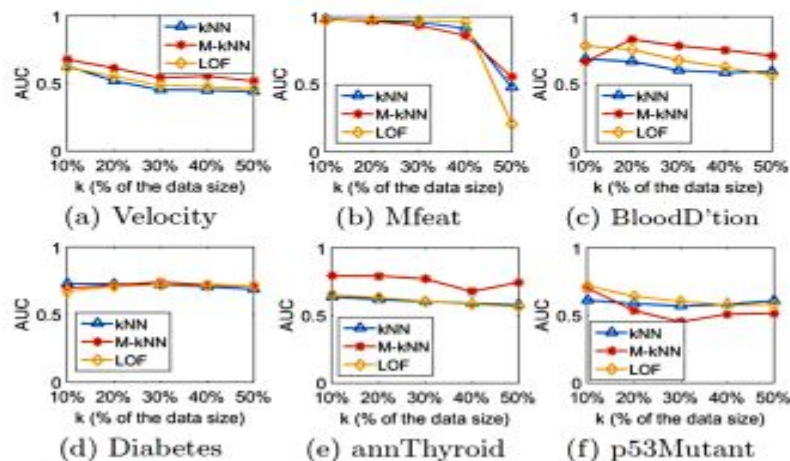 1
0.5
0
AUC
kNN
M-kNN
LOF
10% 20% 30% 40% 50%
k (% of the data size)
(a) Velocity
1
0.5
0
AUC
kNN
M-kNN
LOF
10% 20% 30% 40% 50%
k (% of the data size)
(b) Mfeat
1
0.5
0
AUC
kNN
M-kNN
LOF
10% 20% 30% 40% 50%
k (% of the data size)
(c) BloodD'tion
1
0.5
0
AUC
kNN
M-kNN
LOF
10% 20% 30% 40% 50%
k (% of the data size)
(d) Diabetes
1
0.5
0
AUC
kNN
M-kNN
LOF
10% 20% 30% 40% 50%
k (% of the data size)
(e) annThyroid
1
0.5
0
AUC
kNN
M-kNN
LOF
10% 20% 30% 40% 50%
k (% of the data size)
(f) p53Mutant